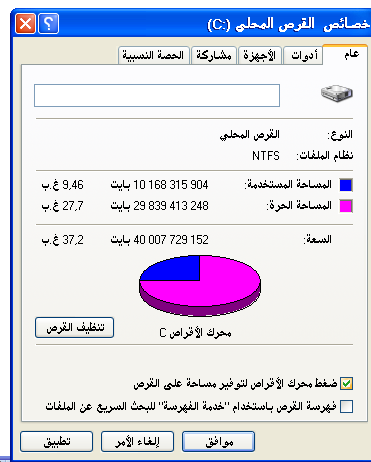 خصائص القرص المحلي (C:)
عام أدوات الأجهزة مشاركة الحصة النسبية
النوع: القرص المحلي
نظام الملفات: NTFS
المساحة المستخدمة: 10 168 315 904 بايت 9,46 غ.ب
المساحة الحرة: 29 839 413 248 بايت 27,7 غ.ب
السعة: 40 007 729 152 بايت 37,2 غ.ب
محرك الأقراص C
تنظيف القرص
ضغط محرك الأقراص لتوفير مساحة على القرص
فهرسة القرص باستخدام "خدمة الفهرسة" للبحث السريع عن الملفات
موافق إلغاء الأمر تطبيق